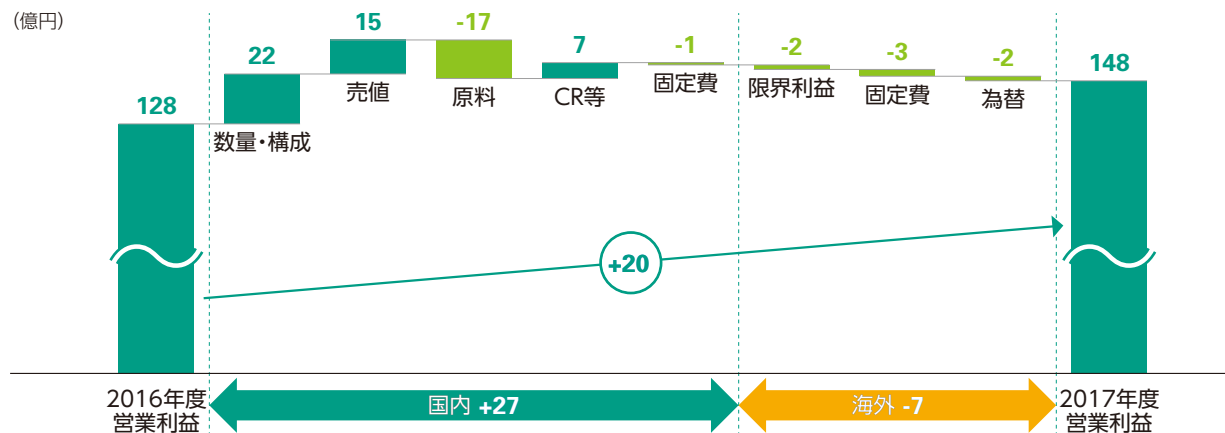 (億円)
128
22
数量・構成
15
売値
-17
原料
7
CR等
-1
固定費
-2
限界利益
-3
固定費
-2
為替
148
+20
2016年度
営業利益
国内 +27
海外 -7
2017年度
営業利益